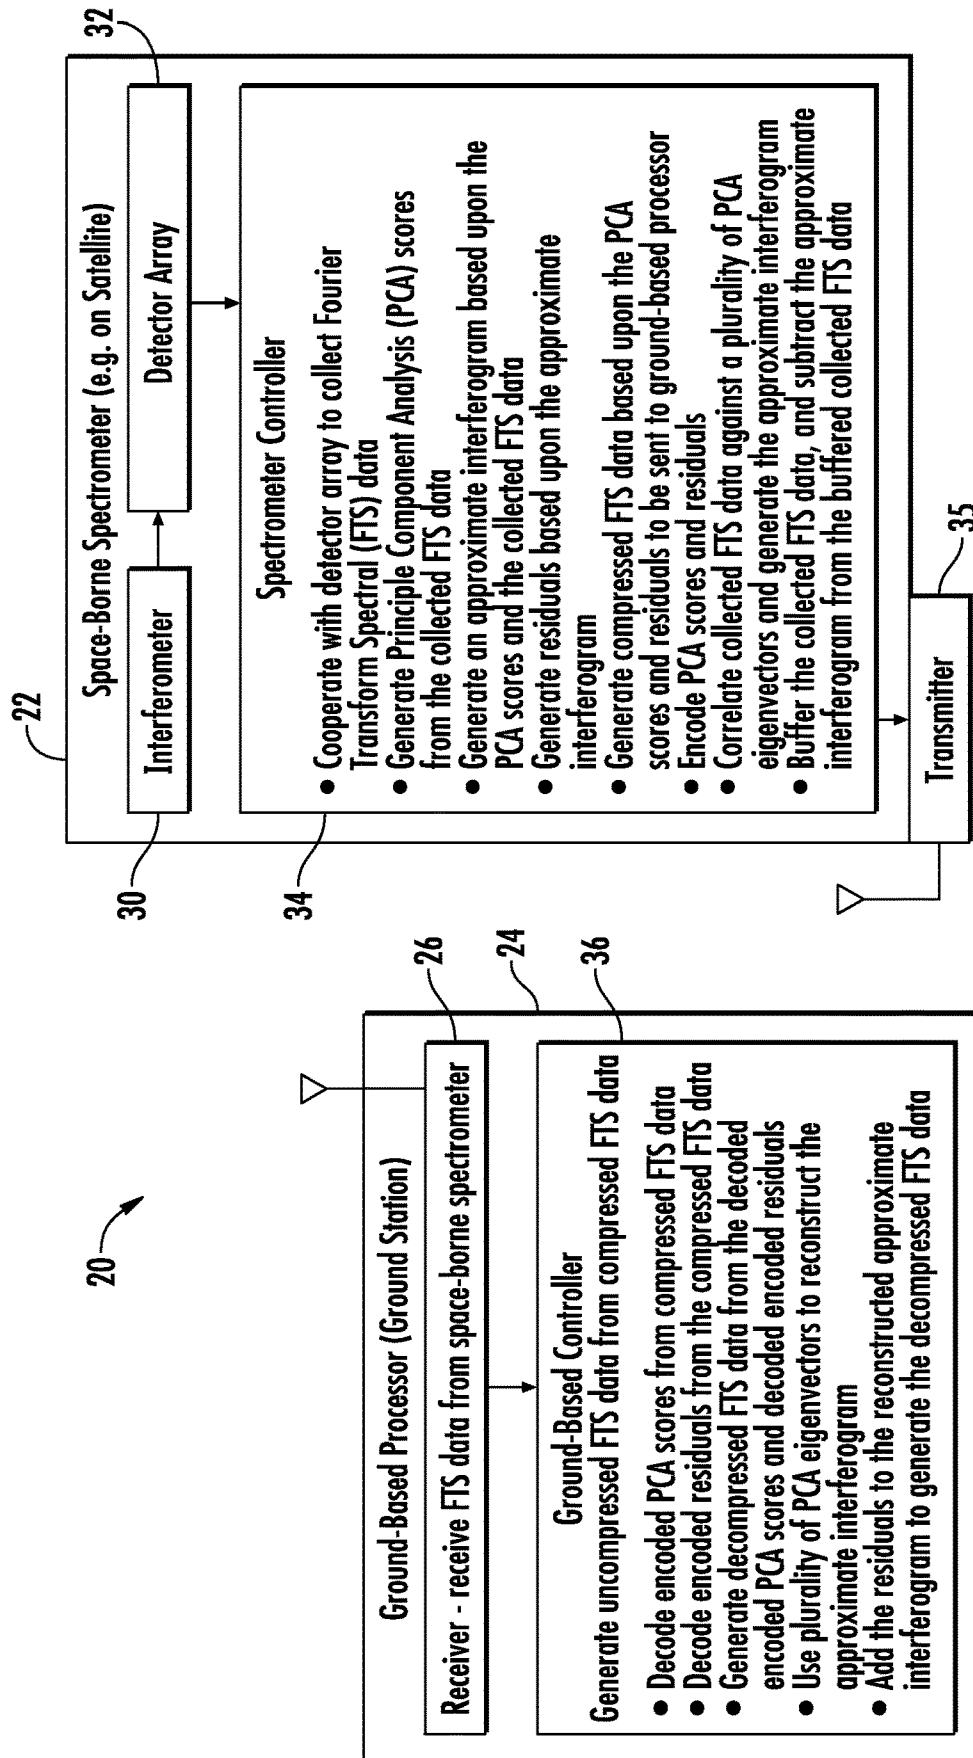 20
22
Space-Borne Spectrometer (e.g. on Satellite)
Interferometer
30
Detector Array
32
34
Spectrometer Controller
• Cooperate with detector array to collect Fourier
Transform Spectral (FTS) data
• Generate Principle Component Analysis (PCA) scores
from the collected FTS data
• Generate an approximate interferogram based upon the
PCA scores and the collected FTS data
• Generate residuals based upon the approximate
interferogram
• Generate compressed FTS data based upon the PCA
scores and residuals to be sent to ground-based processor
• Encode PCA scores and residuals
• Correlate collected FTS data against a plurality of PCA
eigenvectors and generate the approximate interferogram
• Buffer the collected FTS data, and subtract the approximate
interferogram from the buffered collected FTS data
Transmitter
35
Ground-Based Processor (Ground Station)
26
Receiver - receive FTS data from space-borne spectrometer
24
36
Ground-Based Controller
Generate uncompressed FTS data from compressed FTS data
• Decode encoded PCA scores from compressed FTS data
• Decode encoded residuals from the compressed FTS data
• Generate decompressed FTS data from the decoded
encoded PCA scores and decoded encoded residuals
• Use plurality of PCA eigenvectors to reconstruct the
approximate interferogram
• Add the residuals to the reconstructed approximate
interferogram to generate the decompressed FTS data